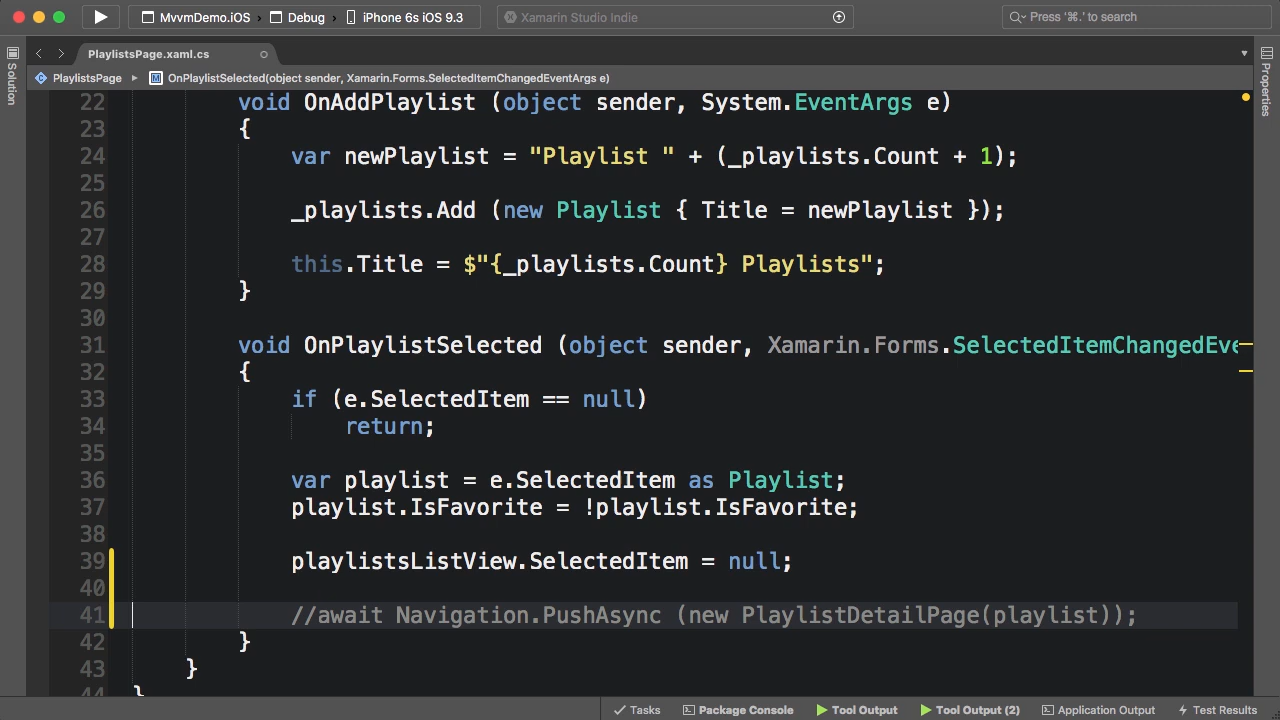 MvvmDemo.iOS › Debug › iPhone 6s iOS 9.3
Xamarin Studio Indie
Press '⌘.' to search
Solution
PlaylistsPage.xaml.cs
PlaylistsPage ▸ M OnPlaylistSelected(object sender, Xamarin.Forms.SelectedItemChangedEventArgs e)
Properties
22 void OnAddPlaylist (object sender, System.EventArgs e)
23 {
24 var newPlaylist = "Playlist " + (_playlists.Count + 1);
25
26 _playlists.Add (new Playlist { Title = newPlaylist });
27
28 this.Title = $"{_playlists.Count} Playlists";
29 }
30
31 void OnPlaylistSelected (object sender, Xamarin.Forms.SelectedItemChangedEve
32 {
33 if (e.SelectedItem == null)
34 return;
35
36 var playlist = e.SelectedItem as Playlist;
37 playlist.IsFavorite = !playlist.IsFavorite;
38
39 playlistsListView.SelectedItem = null;
40
41 //await Navigation.PushAsync (new PlaylistDetailPage(playlist));
42 }
43 }
44 }
Tasks Package Console Tool Output Tool Output (2) Application Output Test Results